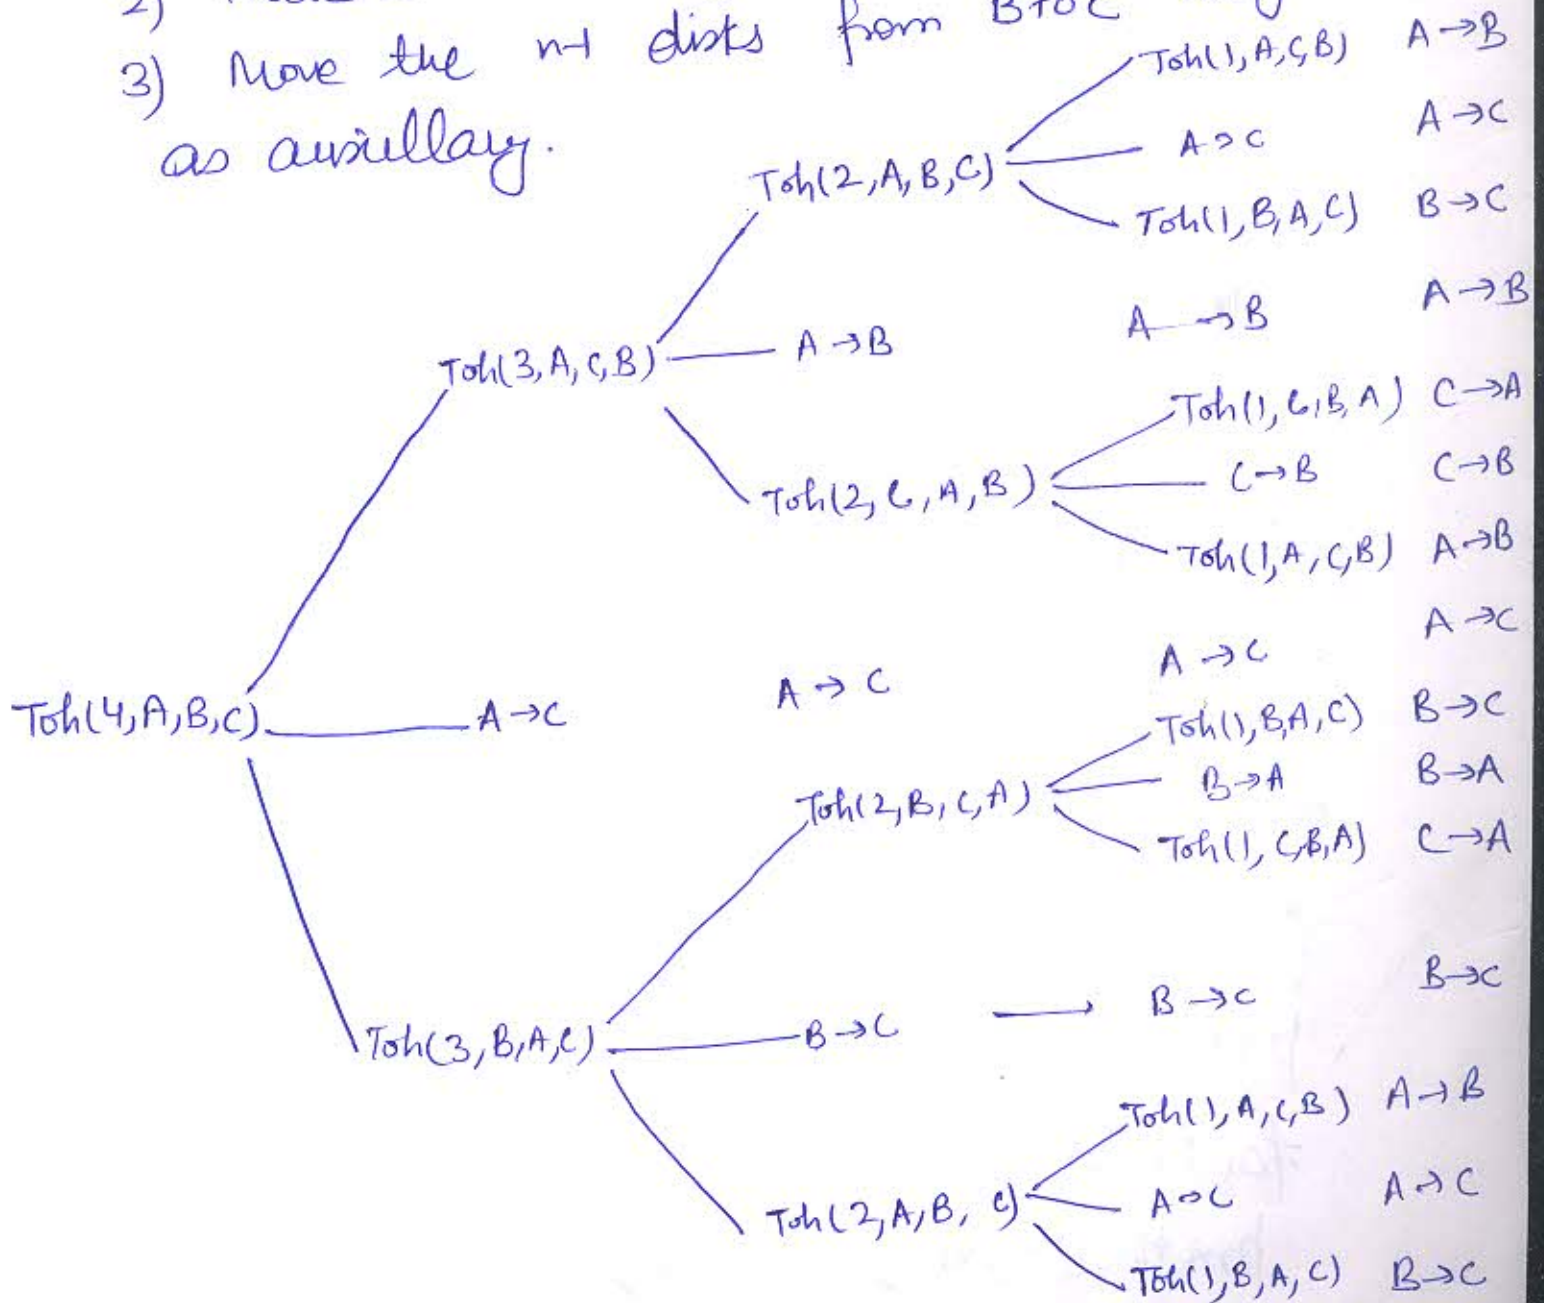 2)
3) Move the n-1 disks from B to C
as auxillary.
Toh(1,A,C,B) A→B
Toh(2,A,B,C) A→C A→C
Toh(1,B,A,C) B→C
Toh(3,A,C,B) A→B A→B A→B
Toh(1,C,B,A) C→A
Toh(2,C,A,B) C→B C→B
Toh(1,A,C,B) A→B
Toh(4,A,B,C) A→C A→C A→C A→C
Toh(1,B,A,C) B→C
Toh(2,B,C,A) B→A B→A
Toh(1,C,B,A) C→A
Toh(3,B,A,C) B→C → B→C B→C
Toh(1,A,C,B) A→B
Toh(2,A,B,C) A→C A→C
Toh(1,B,A,C) B→C